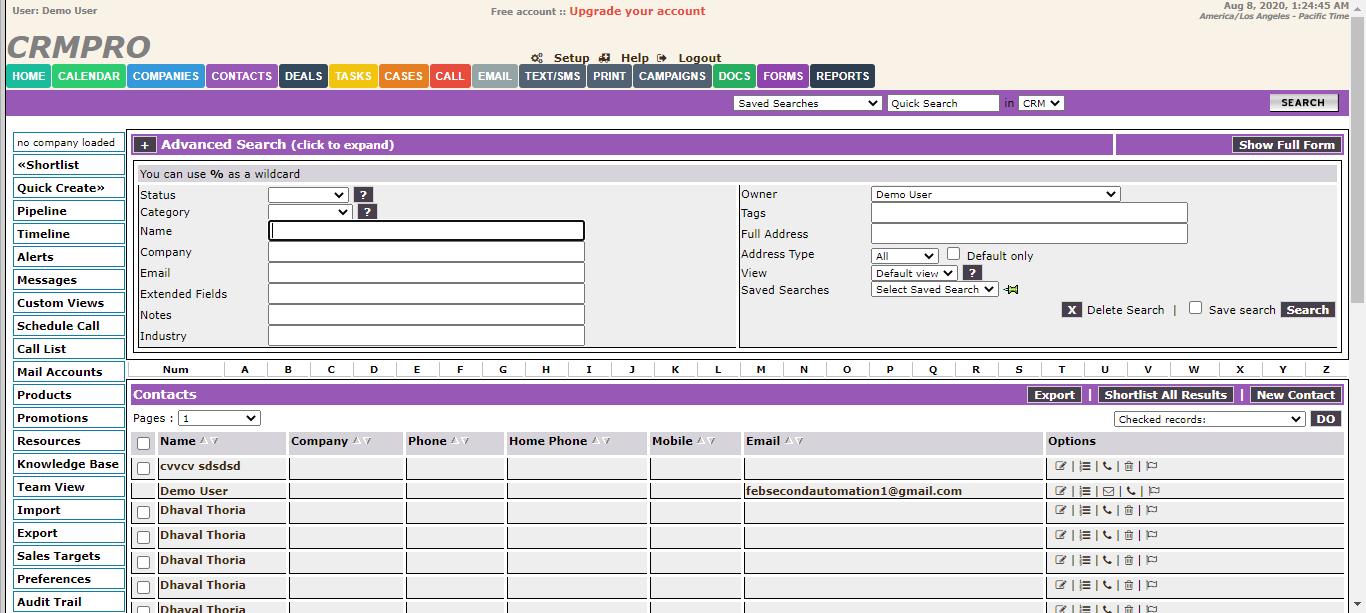 User: Demo User
Free account :: Upgrade your account
Aug 8, 2020, 1:24:45 AM
America/Los Angeles - Pacific Time
CRMPRO
Setup Help Logout
HOME CALENDAR COMPANIES CONTACTS DEALS TASKS CASES CALL EMAIL TEXT/SMS PRINT CAMPAIGNS DOCS FORMS REPORTS
Saved Searches Quick Search in CRM SEARCH
no company loaded
«Shortlist
Quick Create»
Pipeline
Timeline
Alerts
Messages
Custom Views
Schedule Call
Call List
Mail Accounts
Products
Promotions
Resources
Knowledge Base
Team View
Import
Export
Sales Targets
Preferences
Audit Trail
+ Advanced Search (click to expand) Show Full Form
You can use % as a wildcard
Status ?
Category ?
Name
Company
Email
Extended Fields
Notes
Industry
Owner Demo User
Tags
Full Address
Address Type All Default only
View Default view ?
Saved Searches Select Saved Search
X Delete Search | Save search Search
Num A B C D E F G H I J K L M N O P Q R S T U V W X Y Z
Contacts Export | Shortlist All Results | New Contact
Pages : 1 Checked records: DO
Name Company Phone Home Phone Mobile Email Options
cvvcv sdsdsd | | | |
Demo User febsecondautomation1@gmail.com | | | |
Dhaval Thoria | | | |
Dhaval Thoria | | | |
Dhaval Thoria | | | |
Dhaval Thoria | | | |
Dhaval Thoria | | | |